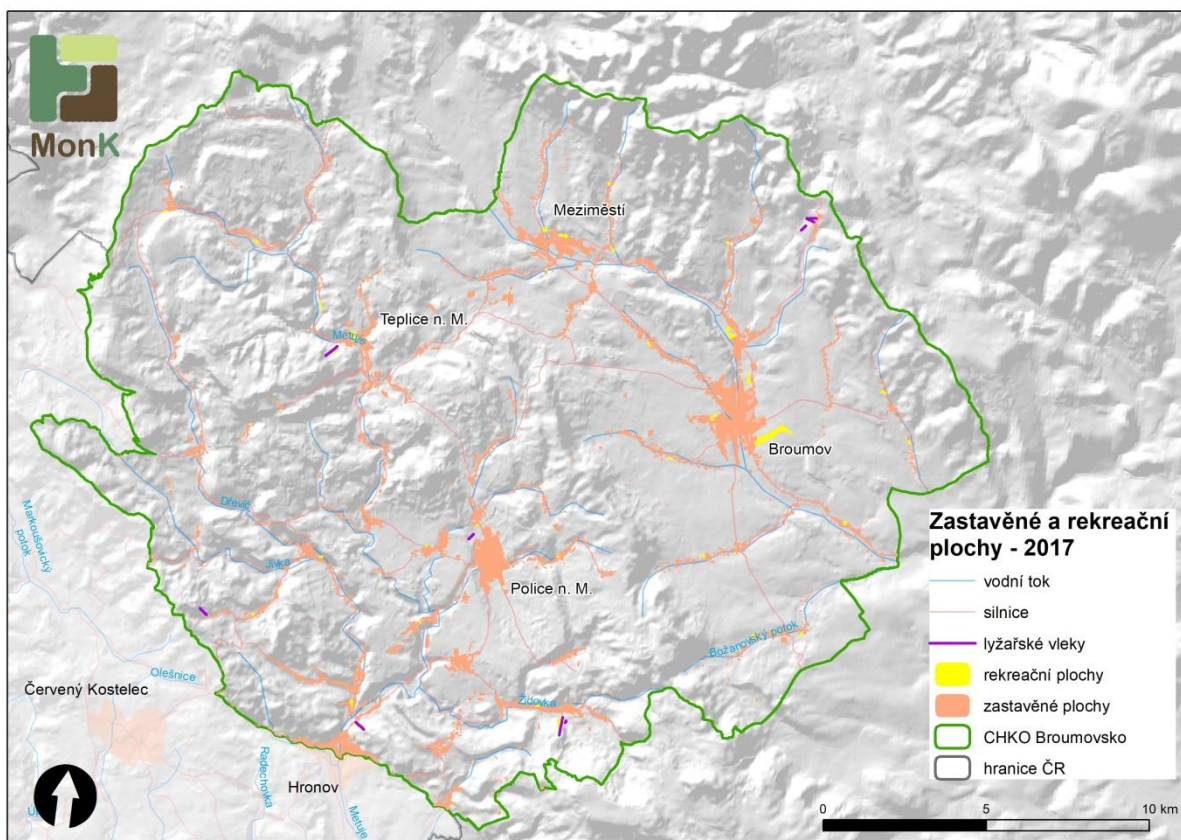 MonK
Meziměstí
Teplice n. M.
Metuje
Broumov
Dřevíč
Markoušovický
potok
Jívka
Police n. M.
Božanovský potok
Olešnice
Červený Kostelec
Židovka
Radechovka
Hronov
Metuje
Zastavěné a rekreační
plochy - 2017
vodní tok
silnice
lyžařské vleky
rekreační plochy
zastavěné plochy
CHKO Broumovsko
hranice ČR
0 5 10 km